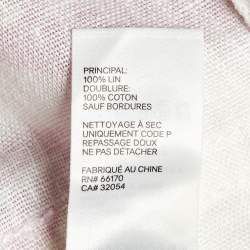 PRINCIPAL:
100% LIN
DOUBLURE:
100% COTON
SAUF BORDURES
NETTOYAGE À SEC
UNIQUEMENT CODE P
REPASSAGE DOUX
NE PAS DÉTACHER
FABRIQUÉ AU CHINE
RN# 66170
CA# 32054